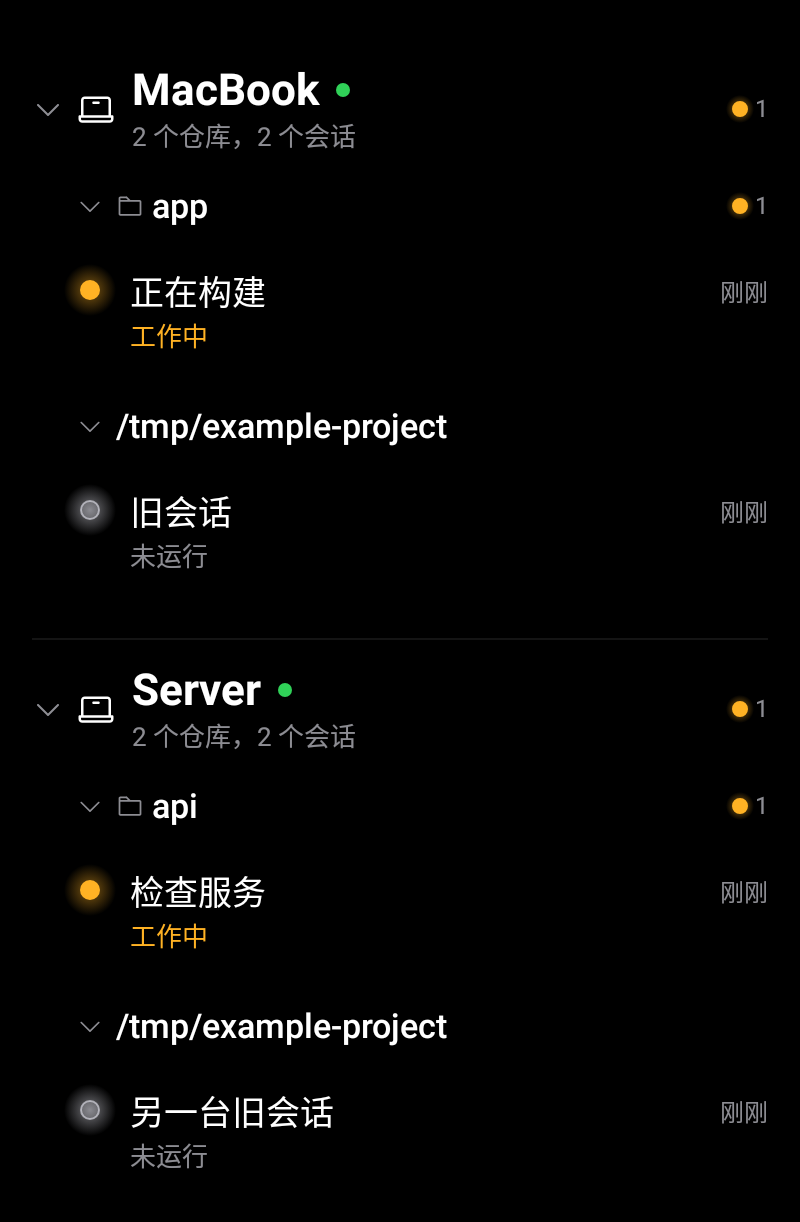 MacBook
2 个仓库，2 个会话
1
app
1
正在构建
刚刚
工作中
/tmp/example-project
旧会话
刚刚
未运行
Server
2 个仓库，2 个会话
1
api
1
检查服务
刚刚
工作中
/tmp/example-project
另一台旧会话
刚刚
未运行